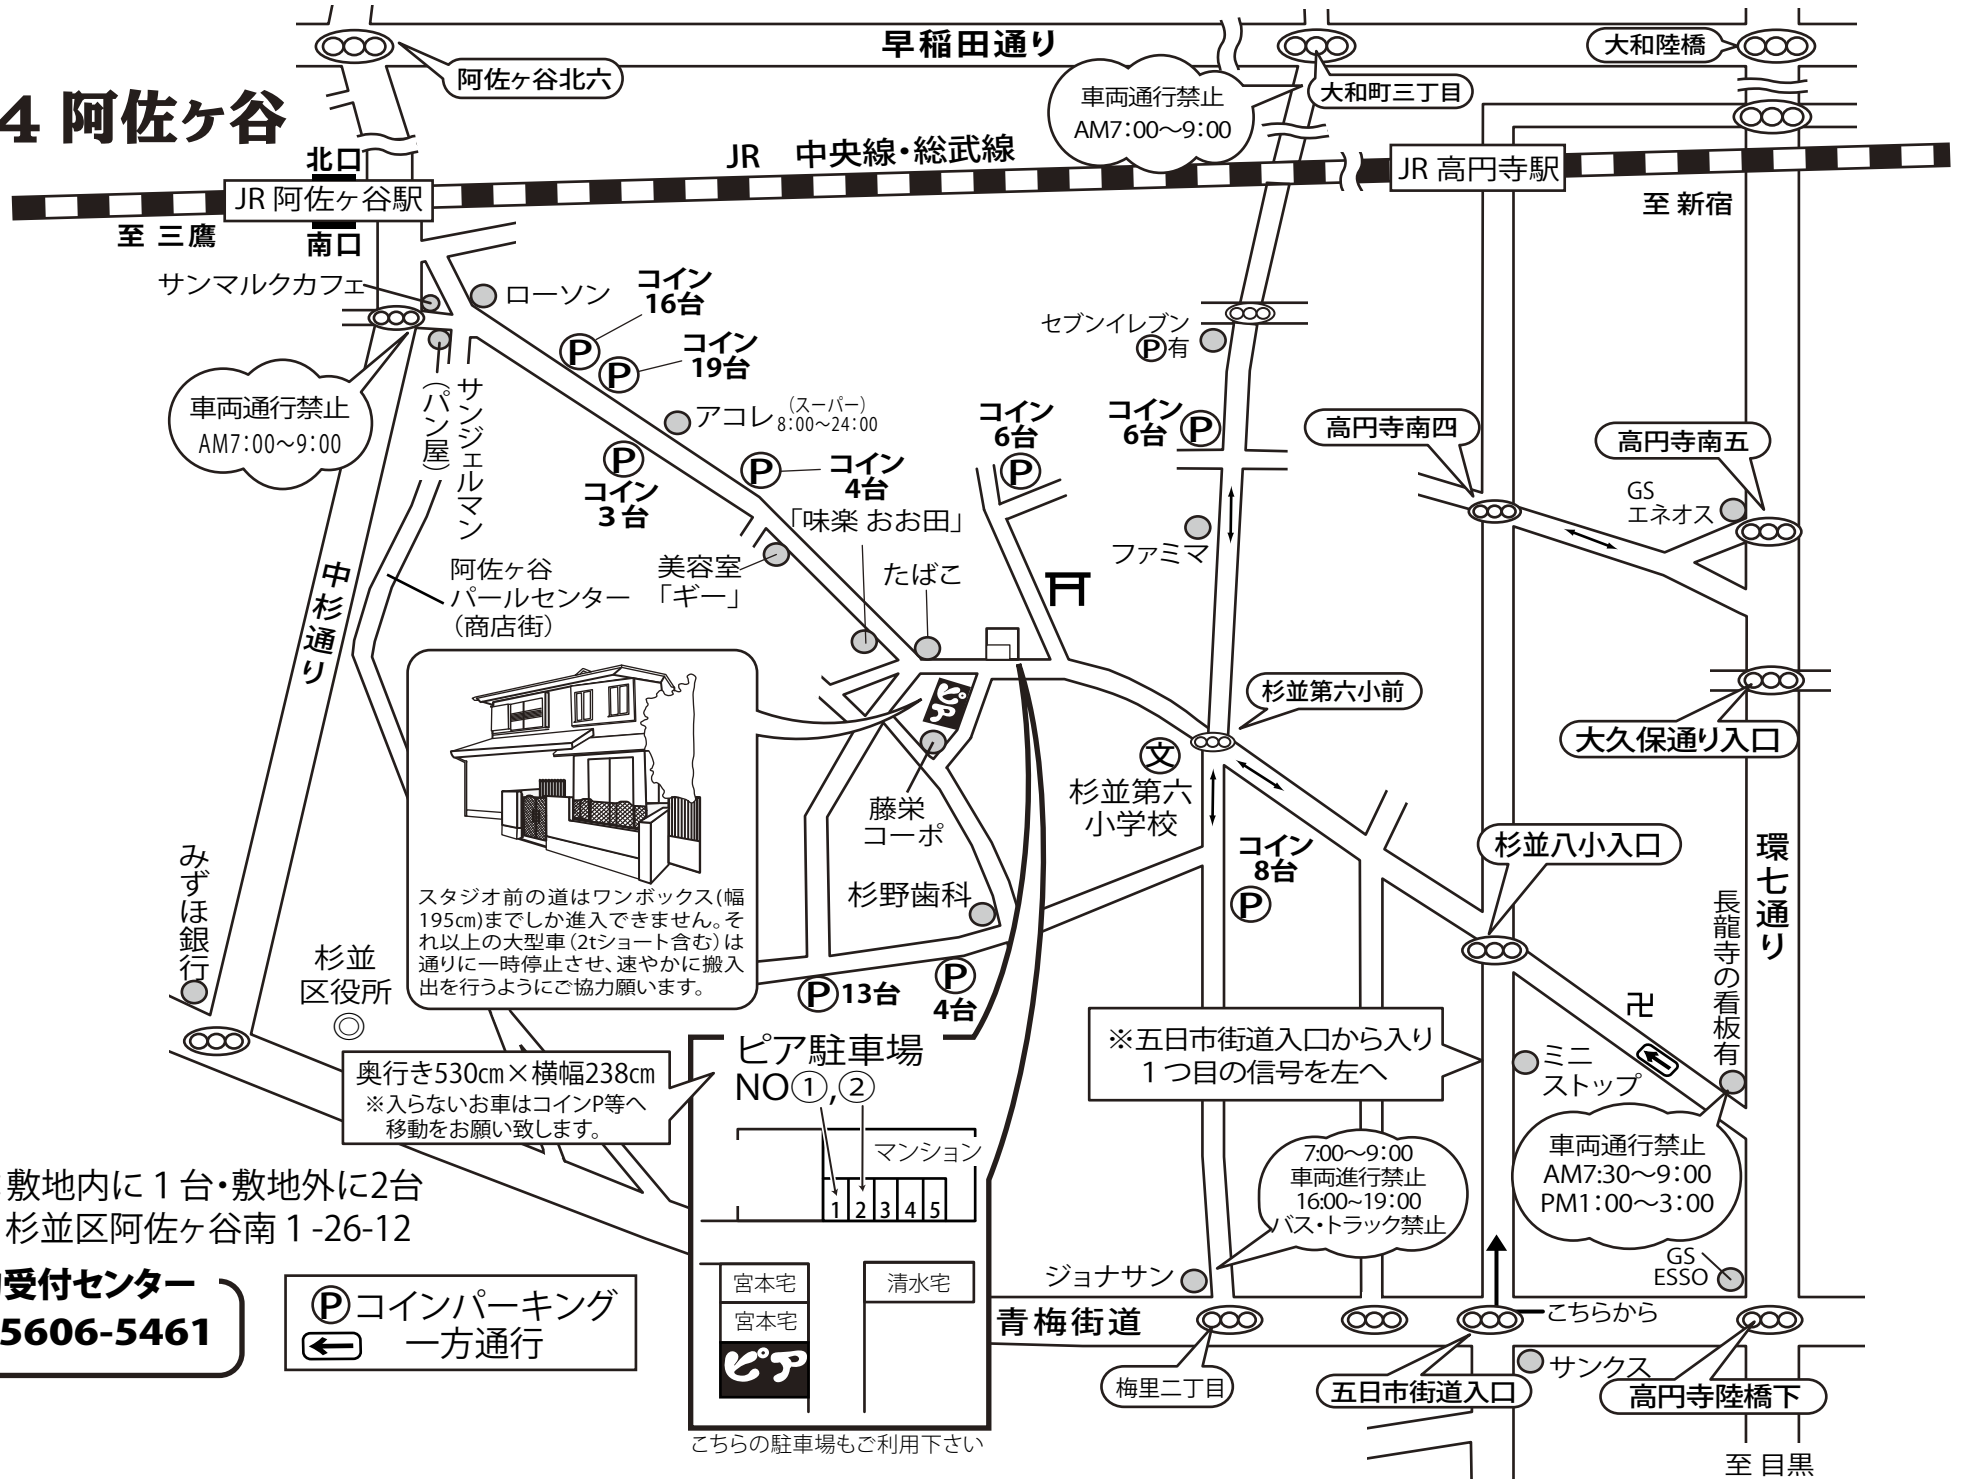 早稲田通り
大和陸橋
阿佐ヶ谷北六
大和町三丁目
車両通行禁止
AM7:00〜9:00
4 阿佐ヶ谷
JR 中央線・総武線
北口
JR 阿佐ヶ谷駅
南口
至 三鷹
JR 高円寺駅
至 新宿
サンマルクカフェ
ローソン
コイン
16台
P
コイン
19台
P
セブンイレブン
P有
車両通行禁止
AM7:00〜9:00
サンジェルマン
（パン屋）
アコレ
（スーパー）
8:00〜24:00
コイン
6台
P
コイン
6台
P
高円寺南四
高円寺南五
P
コイン
3台
P
コイン
4台
GS
エネオス
「味楽 おお田」
ファミマ
美容室
「ギー」
たばこ
中杉通り
阿佐ヶ谷
パールセンター
（商店街）
杉並第六小前
ピア
大久保通り入口
文
杉並第六
小学校
藤栄
コーポ
コイン
8台
P
杉並八小入口
環七通り
みずほ銀行
杉野歯科
スタジオ前の道はワンボックス(幅
195cm)までしか進入できません。そ
れ以上の大型車（2tショート含む）は
通りに一時停止させ、速やかに搬入
出を行うようにご協力願います。
長龍寺の看板有
杉並
区役所
P13台
P
4台
卍
※五日市街道入口から入り
1つ目の信号を左へ
ミニ
ストップ
奥行き530cm×横幅238cm
※入らないお車はコインP等へ
移動をお願い致します。
ピア駐車場
NO①,②
マンション
1 2 3 4 5
宮本宅
清水宅
宮本宅
ピア
こちらの駐車場もご利用下さい
7:00〜9:00
車両進行禁止
16:00~19:00
バス・トラック禁止
車両通行禁止
AM7:30〜9:00
PM1:00〜3:00
敷地内に1台・敷地外に2台
杉並区阿佐ヶ谷南1-26-12
受付センター
5606-5461
Pコインパーキング
一方通行
ジョナサン
GS
ESSO
青梅街道
こちらから
サンクス
梅里二丁目
五日市街道入口
高円寺陸橋下
至 目黒